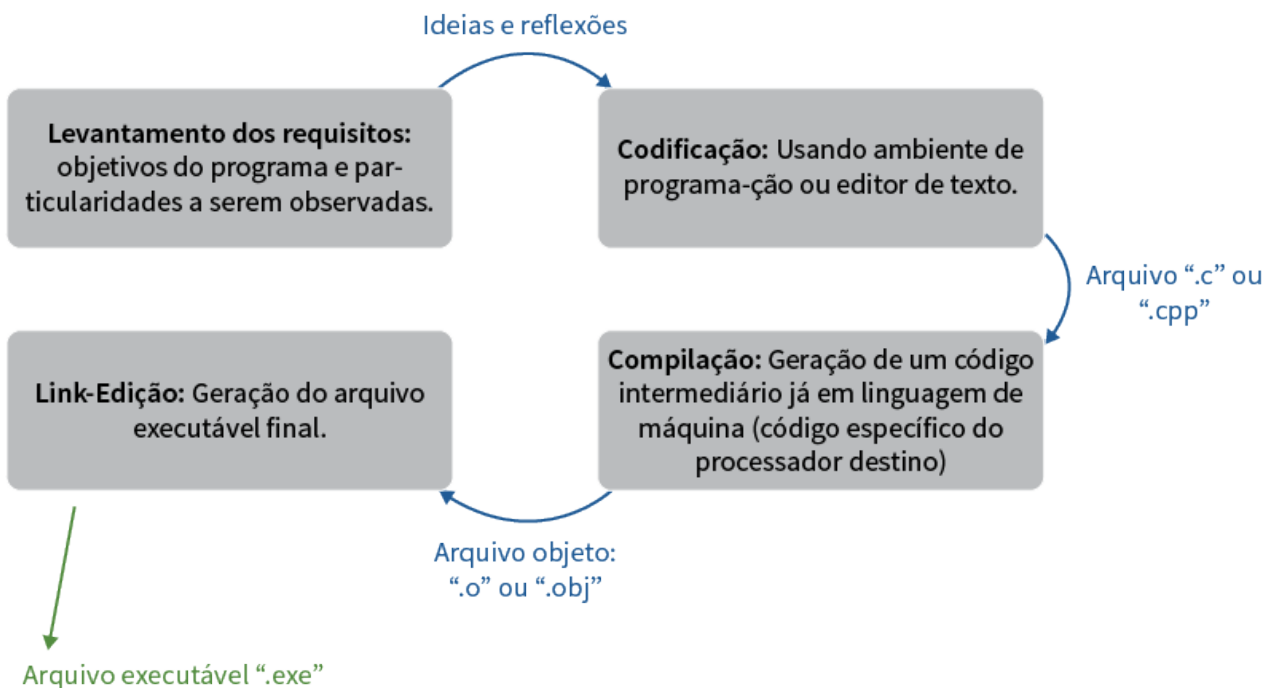 Ideias e reflexões
Levantamento dos requisitos:
objetivos do programa e par-
ticularidades a serem observadas.
Codificação: Usando ambiente de
programa-ção ou editor de texto.
Arquivo “.c” ou
“.cpp”
Compilação: Geração de um código
intermediário já em linguagem de
máquina (código específico do
processador destino)
Link-Edição: Geração do arquivo
executável final.
Arquivo objeto:
“.o” ou “.obj”
Arquivo executável “.exe”